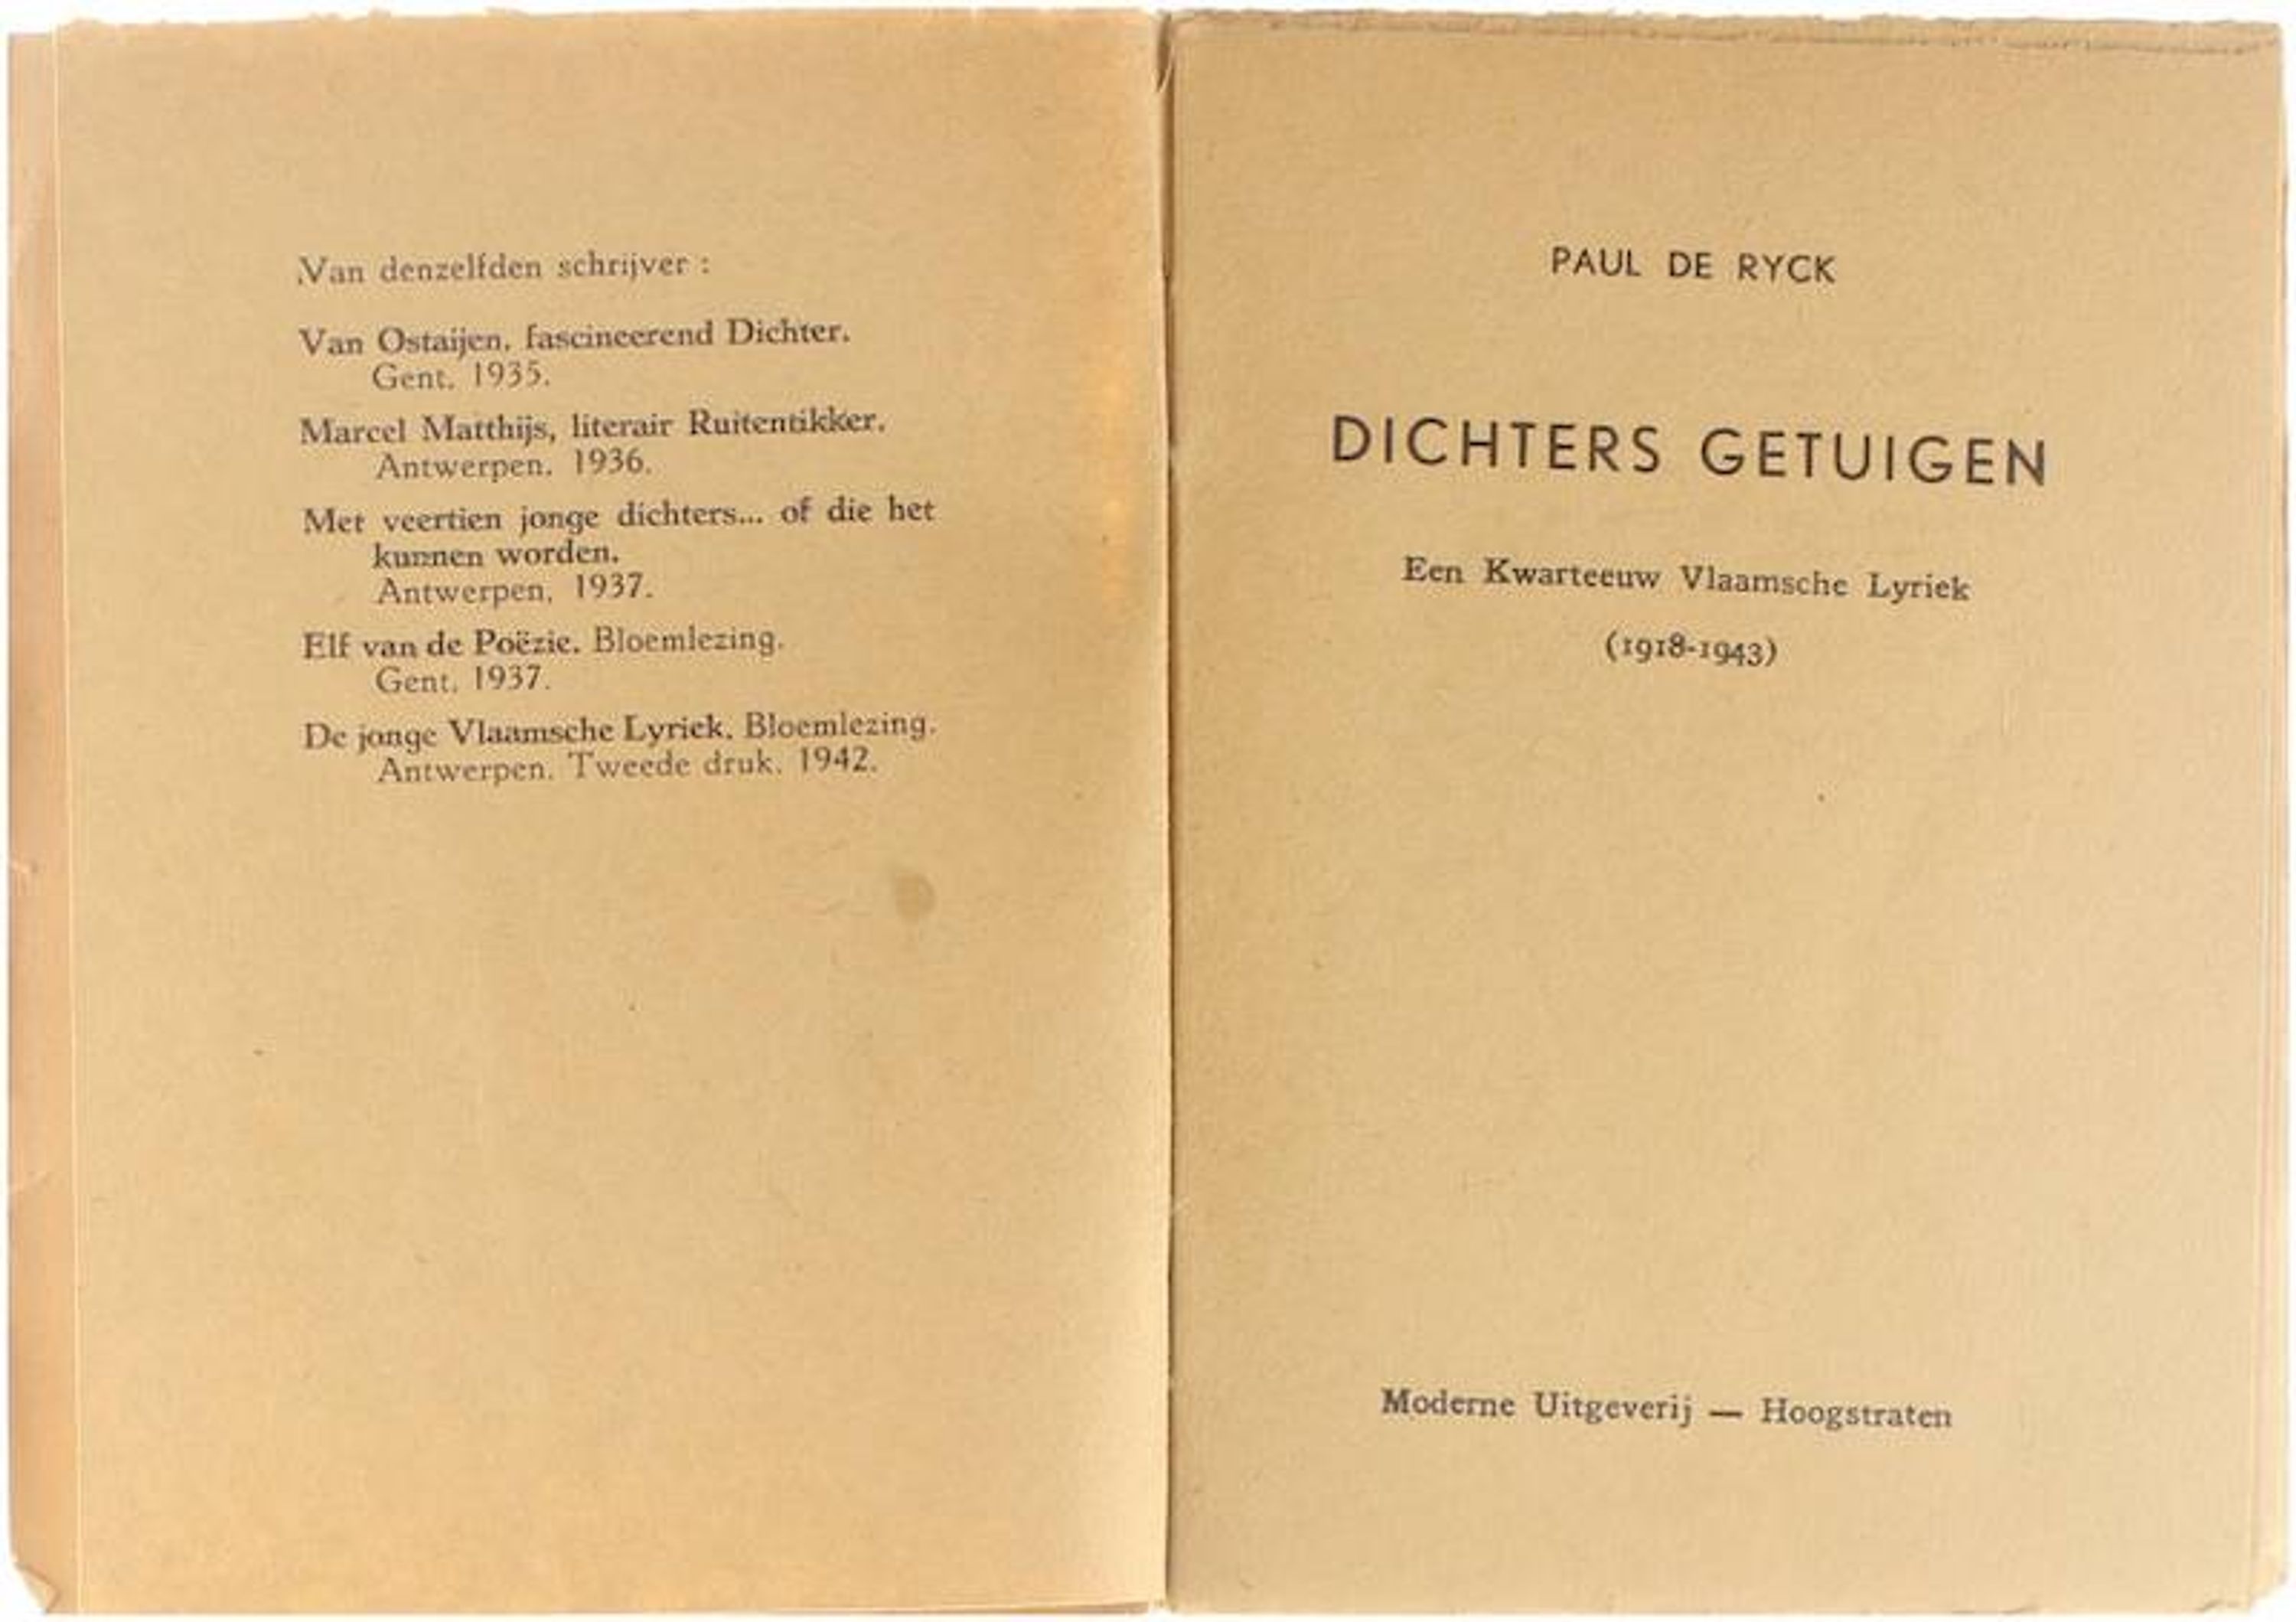 Van denzelfden schrijver :
Van Ostaijen, fascineerend Dichter.
Gent, 1935.
Marcel Matthijs, literair Ruitentikker.
Antwerpen. 1936.
Met veertien jonge dichters... of die het
kunnen worden.
Antwerpen, 1937.
Elf van de Poëzie. Bloemlezing.
Gent. 1937.
De jonge Vlaamsche Lyriek. Bloemlezing.
Antwerpen. Tweede druk. 1942.
PAUL DE RYCK
DICHTERS GETUIGEN
Een Kwarteeuw Vlaamsche Lyriek
(1918-1943)
Moderne Uitgeverij — Hoogstraten